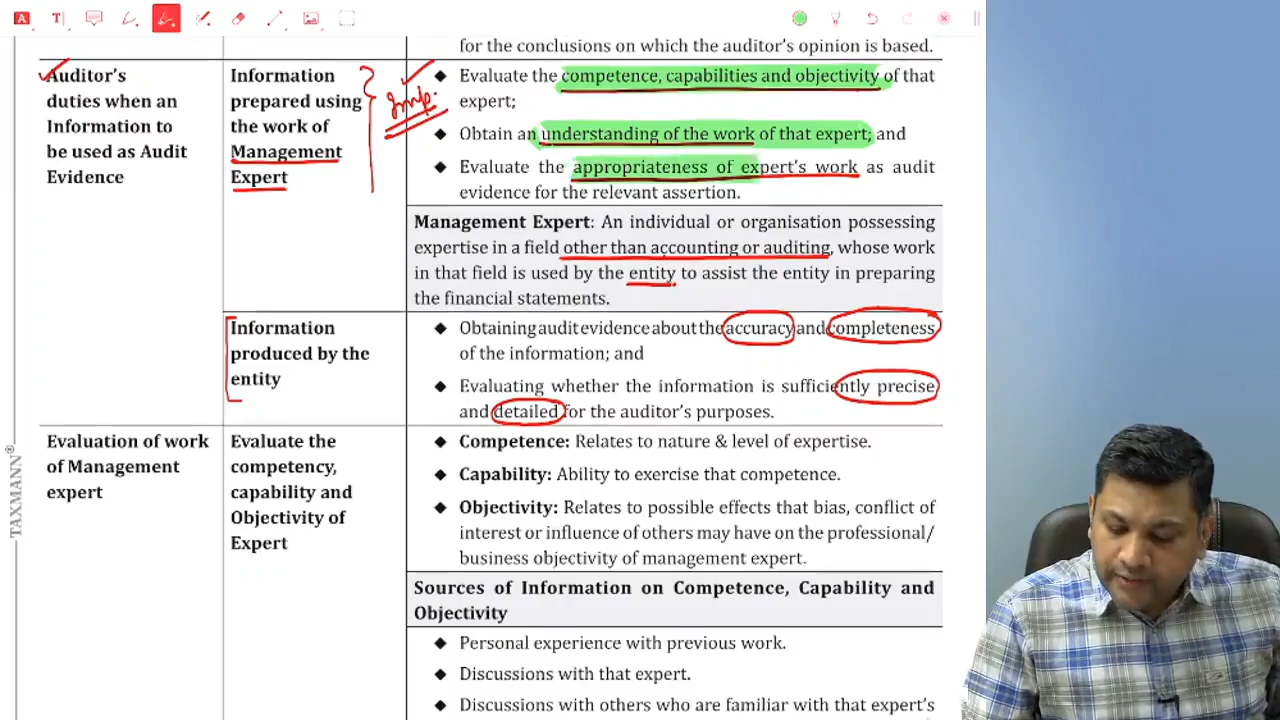 A T
for the conclusions on which the auditor's opinion is based.
Auditor's
duties when an
Information to
be used as Audit
Evidence
Information
prepared using
the work of
Management
Expert
Imp.
◆ Evaluate the competence, capabilities and objectivity of that
expert;
◆ Obtain an understanding of the work of that expert; and
◆ Evaluate the appropriateness of expert's work as audit
evidence for the relevant assertion.
Management Expert: An individual or organisation possessing
expertise in a field other than accounting or auditing, whose work
in that field is used by the entity to assist the entity in preparing
the financial statements.
Information
produced by the
entity
◆ Obtaining audit evidence about the accuracy and completeness
of the information; and
◆ Evaluating whether the information is sufficiently precise
and detailed for the auditor's purposes.
Evaluation of work
of Management
expert
Evaluate the
competency,
capability and
Objectivity of
Expert
◆ Competence: Relates to nature & level of expertise.
◆ Capability: Ability to exercise that competence.
◆ Objectivity: Relates to possible effects that bias, conflict of
interest or influence of others may have on the professional/
business objectivity of management expert.
Sources of Information on Competence, Capability and
Objectivity
◆ Personal experience with previous work.
◆ Discussions with that expert.
◆ Discussions with others who are familiar with that expert's
TAXMANN®